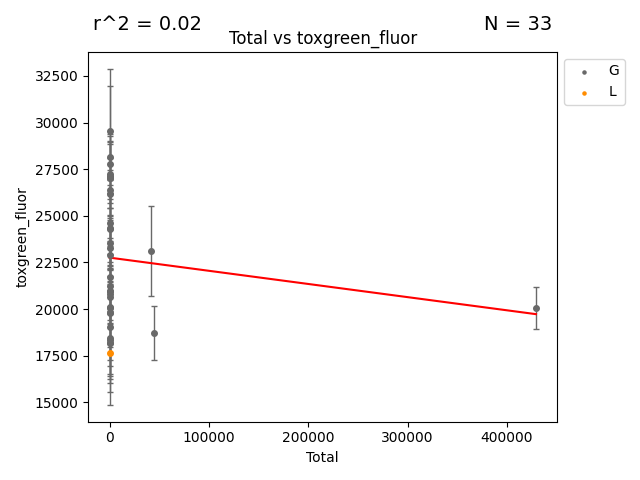 r^2 = 0.02
N = 33
Total vs toxgreen_fluor
G
L
32500
30000
27500
25000
22500
20000
17500
15000
toxgreen_fluor
0
100000
200000
300000
400000
Total